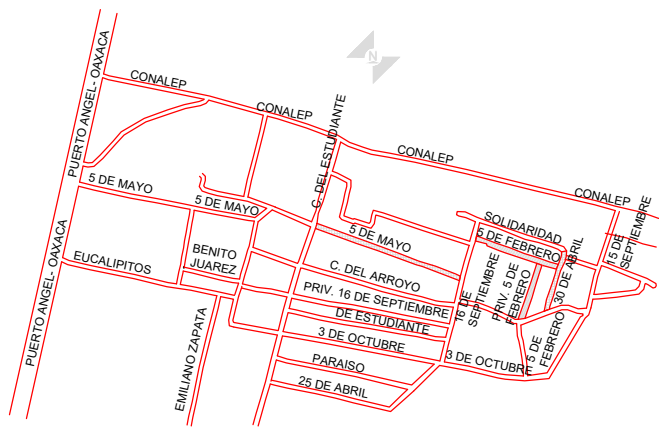 PUERTO ANGEL- OAXACA
CONALEP
CONALEP
C. DEL ESTUDIANTE
N
CONALEP
CONALEP
5 DE MAYO
5 DE MAYO
5 DE MAYO
SOLIDARIDAD
5 DE FEBRERO
15 DE
SEPTIEMBRE
PUERTO ANGEL- OAXACA
EUCALIPITOS
BENITO
JUAREZ
C. DEL ARROYO
PRIV. 16 DE SEPTIEMBRE
DE ESTUDIANTE
3 DE OCTUBRE
PARAISO
25 DE ABRIL
EMILIANO ZAPATA
16 DE
SEPTIEMBRE
PRIV. 5 DE
FEBRERO
30 DE ABRIL
3 DE OCTUBRE
5 DE
FEBRERO